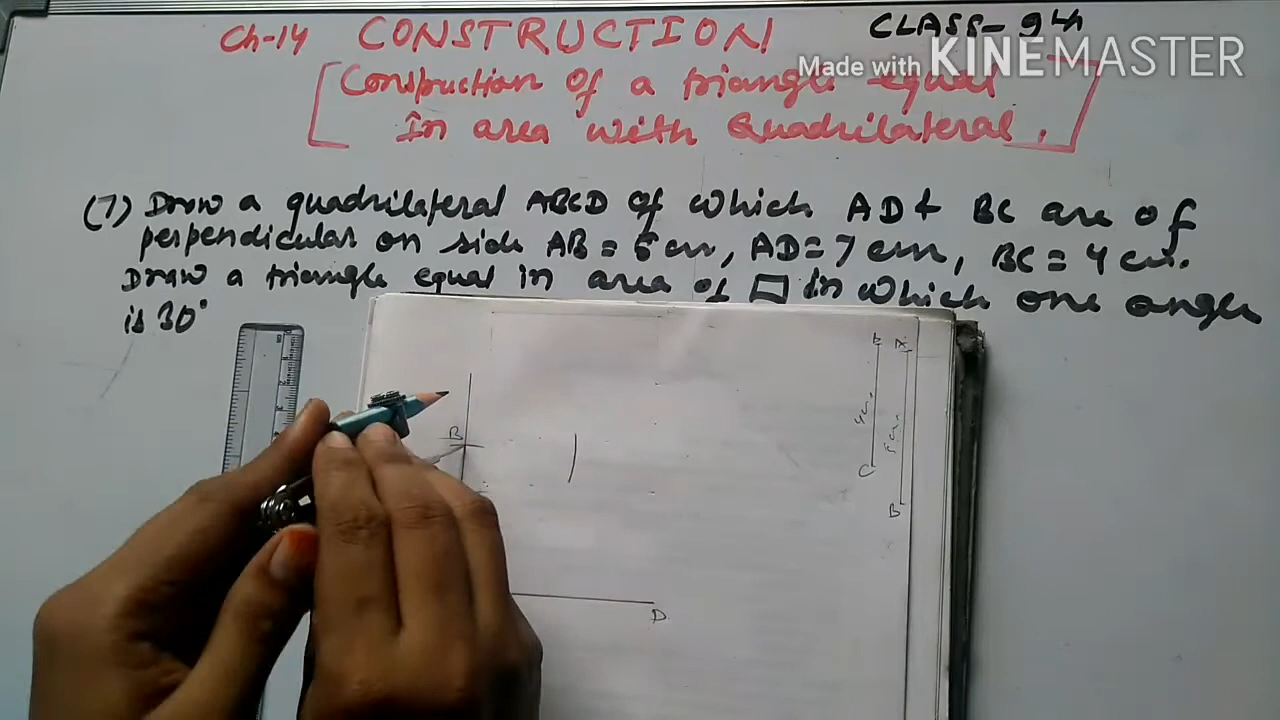 Ch-14 CONSTRUCTION CLASS-9th
Made with KINEMASTER
[Construction of a triangle equal
In area with Quadrilateral.]
(7) Draw a quadrilateral ABCD of which AD + BC are of
perpendicular on side AB = 5 cm, AD = 7 cm, BC = 4 cm.
Draw a triangle equal in area of ▱ in which one angle
is 30°
B
4 cm.
C
B
B
D